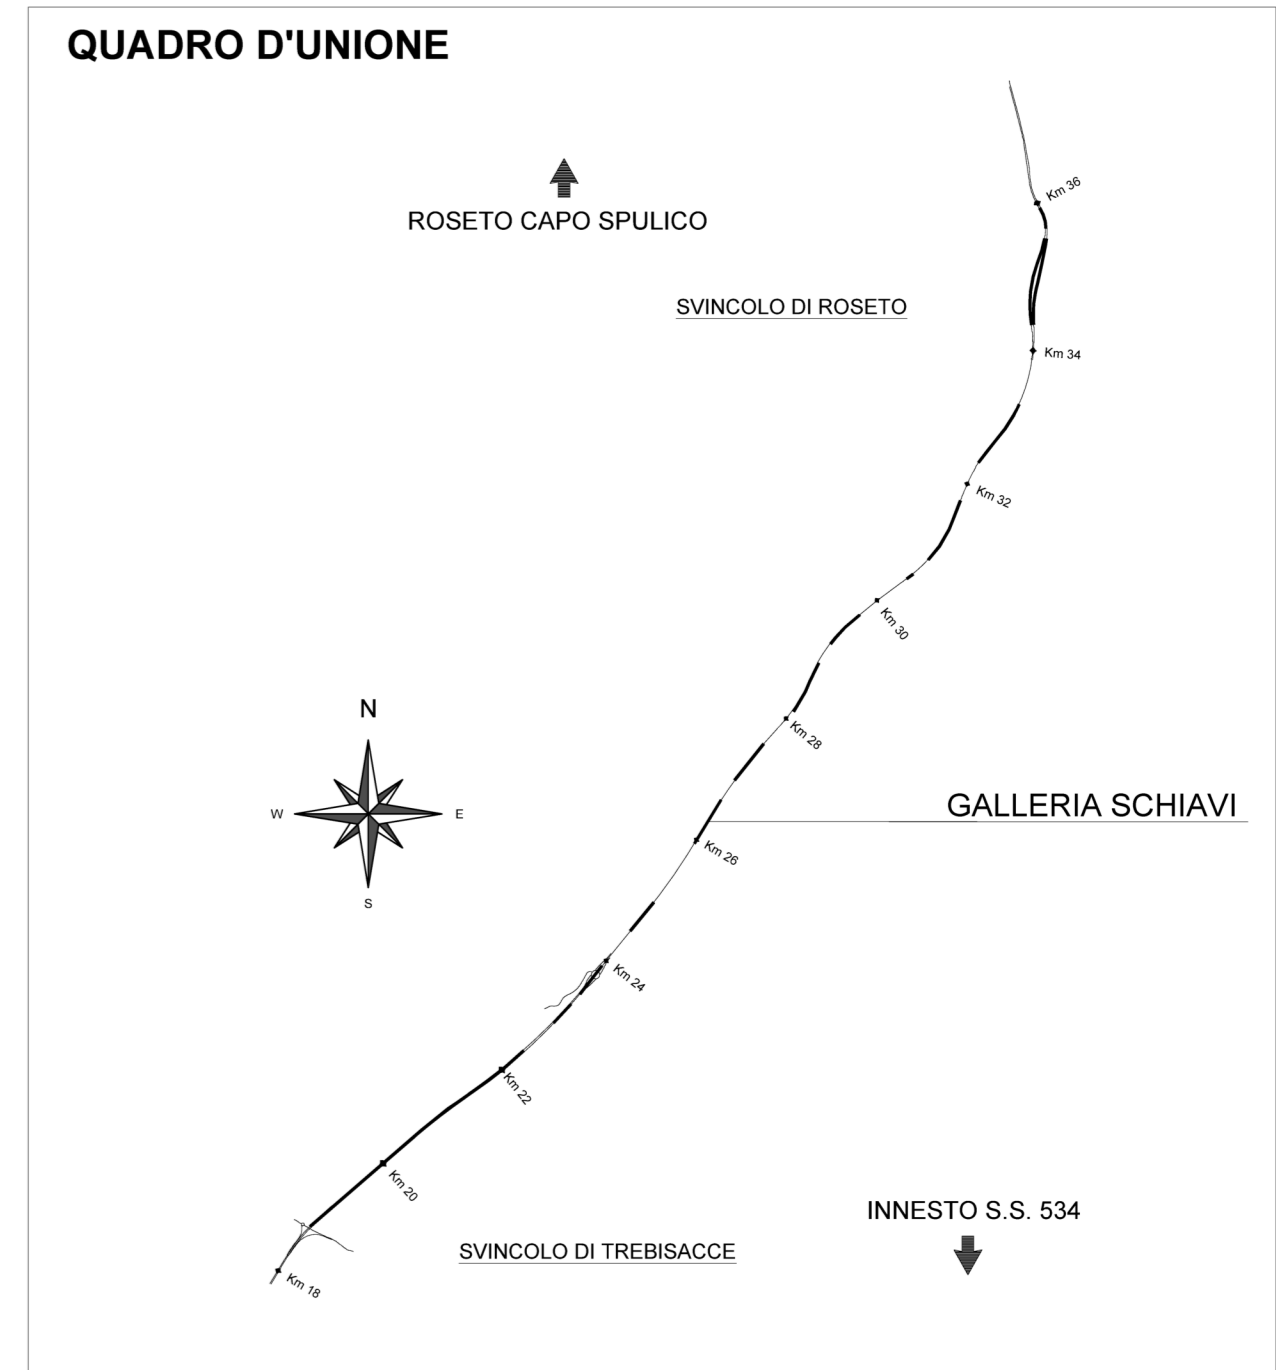 QUADRO D'UNIONE
Km 36
ROSETO CAPO SPULICO
SVINCOLO DI ROSETO
Km 34
Km 32
Km 30
N
Km 28
W
E
GALLERIA SCHIAVI
Km 26
S
Km 24
Km 22
Km 20
INNESTO S.S. 534
SVINCOLO DI TREBISACCE
Km 18